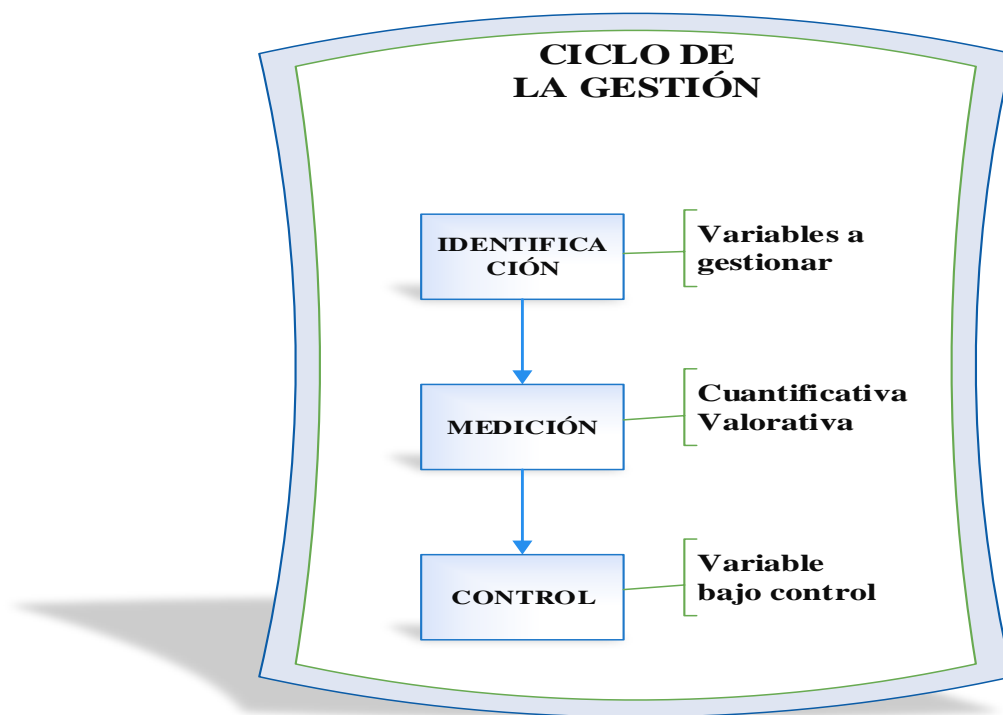 CICLO DE
LA GESTIÓN
IDENTIFICA
CIÓN
Variables a
gestionar
MEDICIÓN
Cuantificativa
Valorativa
CONTROL
Variable
bajo control